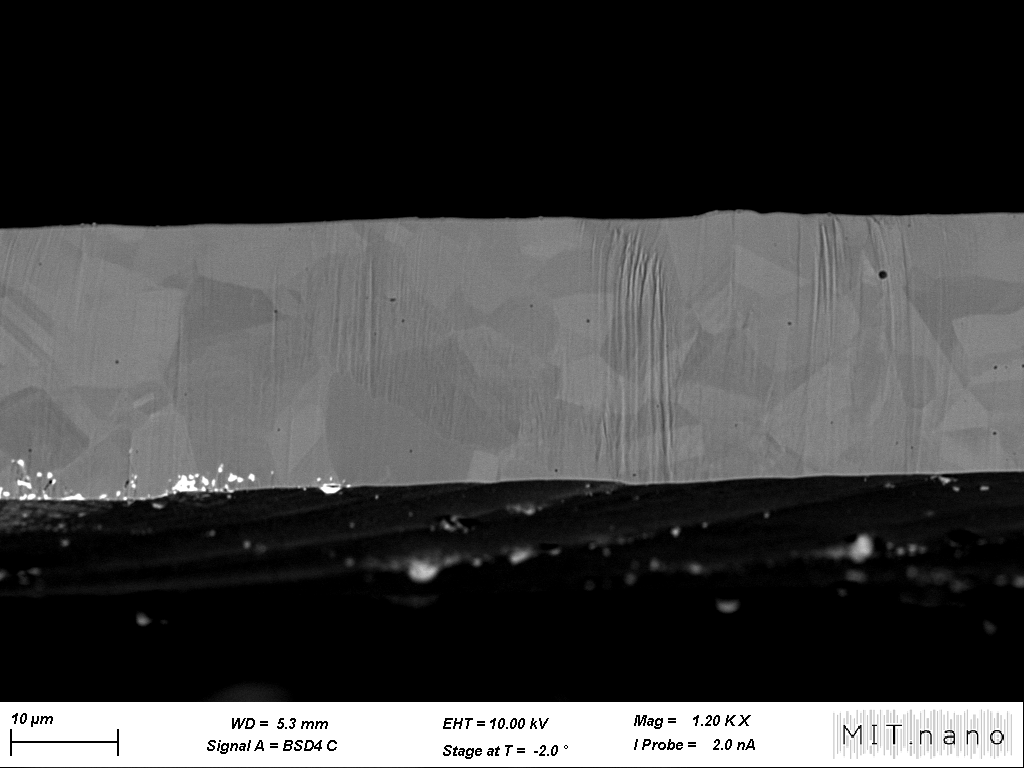 10 µm
WD = 5.3 mm
Signal A = BSD4 C
EHT = 10.00 kV
Stage at T = -2.0 °
Mag = 1.20 K X
I Probe = 2.0 nA
MIT.nano